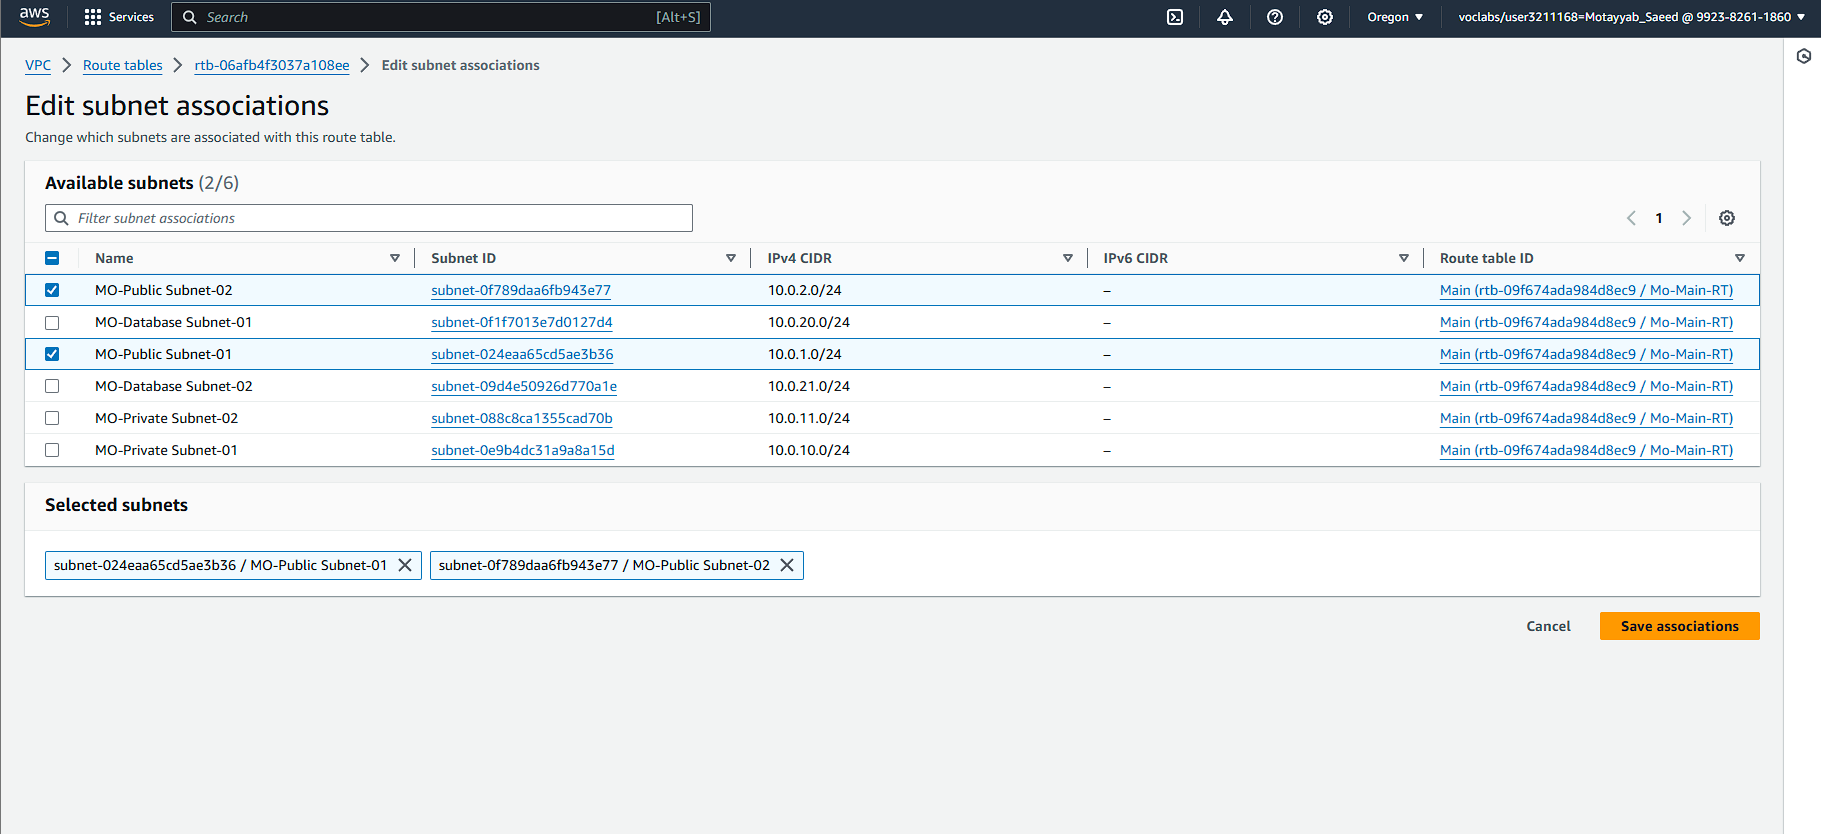 aws Services Search [Alt+S] Oregon voclabs/user3211168=Motayyab_Saeed @ 9923-8261-1860
VPC Route tables rtb-06afb4f3037a108ee Edit subnet associations
Edit subnet associations
Change which subnets are associated with this route table.
Available subnets (2/6)
Filter subnet associations 1
Name Subnet ID IPv4 CIDR IPv6 CIDR Route table ID
MO-Public Subnet-02 subnet-0f789daa6fb943e77 10.0.2.0/24 – Main (rtb-09f674ada984d8ec9 / Mo-Main-RT)
MO-Database Subnet-01 subnet-0f1f7013e7d0127d4 10.0.20.0/24 – Main (rtb-09f674ada984d8ec9 / Mo-Main-RT)
MO-Public Subnet-01 subnet-024eaa65cd5ae3b36 10.0.1.0/24 – Main (rtb-09f674ada984d8ec9 / Mo-Main-RT)
MO-Database Subnet-02 subnet-09d4e50926d770a1e 10.0.21.0/24 – Main (rtb-09f674ada984d8ec9 / Mo-Main-RT)
MO-Private Subnet-02 subnet-088c8ca1355cad70b 10.0.11.0/24 – Main (rtb-09f674ada984d8ec9 / Mo-Main-RT)
MO-Private Subnet-01 subnet-0e9b4dc31a9a8a15d 10.0.10.0/24 – Main (rtb-09f674ada984d8ec9 / Mo-Main-RT)
Selected subnets
subnet-024eaa65cd5ae3b36 / MO-Public Subnet-01 subnet-0f789daa6fb943e77 / MO-Public Subnet-02
Cancel Save associations